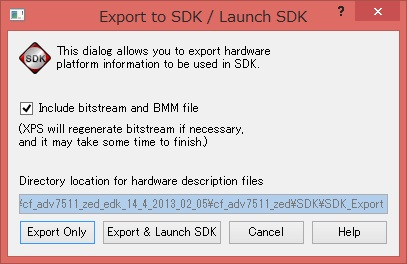 Export to SDK / Launch SDK
?
SDK
This dialog allows you to export hardware
platform information to be used in SDK.
Include bitstream and BMM file
(XPS will regenerate bitstream if necessary,
and it may take some time to finish.)
Directory location for hardware description files
¥cf_adv7511_zed_edk_14_4_2013_02_05¥cf_adv7511_zed¥SDK¥SDK_Export
Export Only
Export & Launch SDK
Cancel
Help